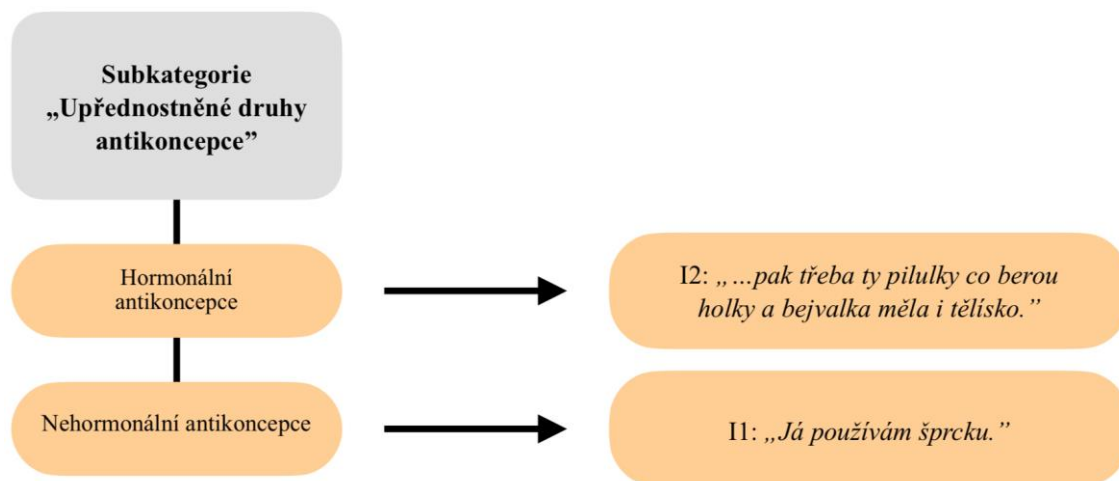 Subkategorie
„Upřednostněné druhy
antikoncepce”
Hormonální
antikoncepce
I2: „…pak třeba ty pilulky co berou
holky a bejvalka měla i tělísko.”
Nehormonální antikoncepce
I1: „Já používám šprcku.”